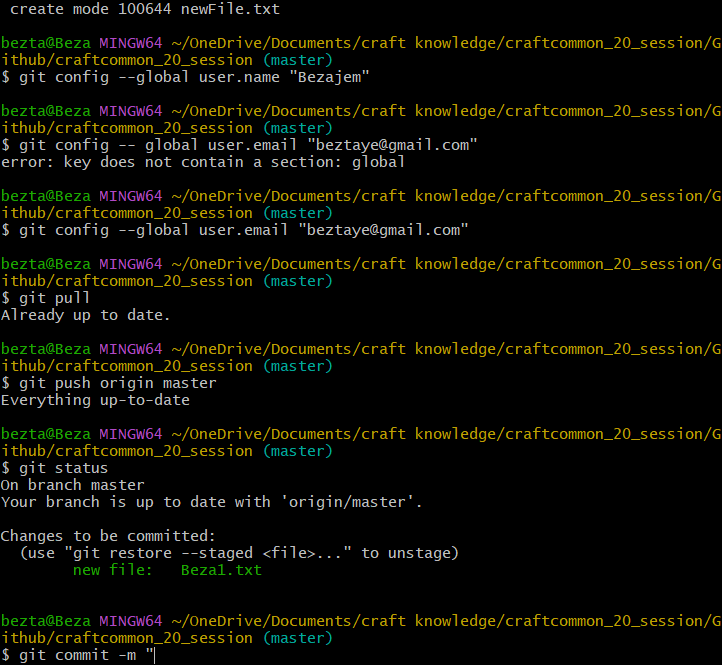 create mode 100644 newFile.txt
bezta@Beza MINGW64 ~/OneDrive/Documents/craft knowledge/craftcommon_20_session/G
ithub/craftcommon_20_session (master)
$ git config --global user.name "Bezajem"
bezta@Beza MINGW64 ~/OneDrive/Documents/craft knowledge/craftcommon_20_session/G
ithub/craftcommon_20_session (master)
$ git config -- global user.email "beztaye@gmail.com"
error: key does not contain a section: global
bezta@Beza MINGW64 ~/OneDrive/Documents/craft knowledge/craftcommon_20_session/G
ithub/craftcommon_20_session (master)
$ git config --global user.email "beztaye@gmail.com"
bezta@Beza MINGW64 ~/OneDrive/Documents/craft knowledge/craftcommon_20_session/G
ithub/craftcommon_20_session (master)
$ git pull
Already up to date.
bezta@Beza MINGW64 ~/OneDrive/Documents/craft knowledge/craftcommon_20_session/G
ithub/craftcommon_20_session (master)
$ git push origin master
Everything up-to-date
bezta@Beza MINGW64 ~/OneDrive/Documents/craft knowledge/craftcommon_20_session/G
ithub/craftcommon_20_session (master)
$ git status
On branch master
Your branch is up to date with 'origin/master'.
Changes to be committed:
  (use "git restore --staged <file>..." to unstage)
        new file:   Beza1.txt
bezta@Beza MINGW64 ~/OneDrive/Documents/craft knowledge/craftcommon_20_session/G
ithub/craftcommon_20_session (master)
$ git commit -m "